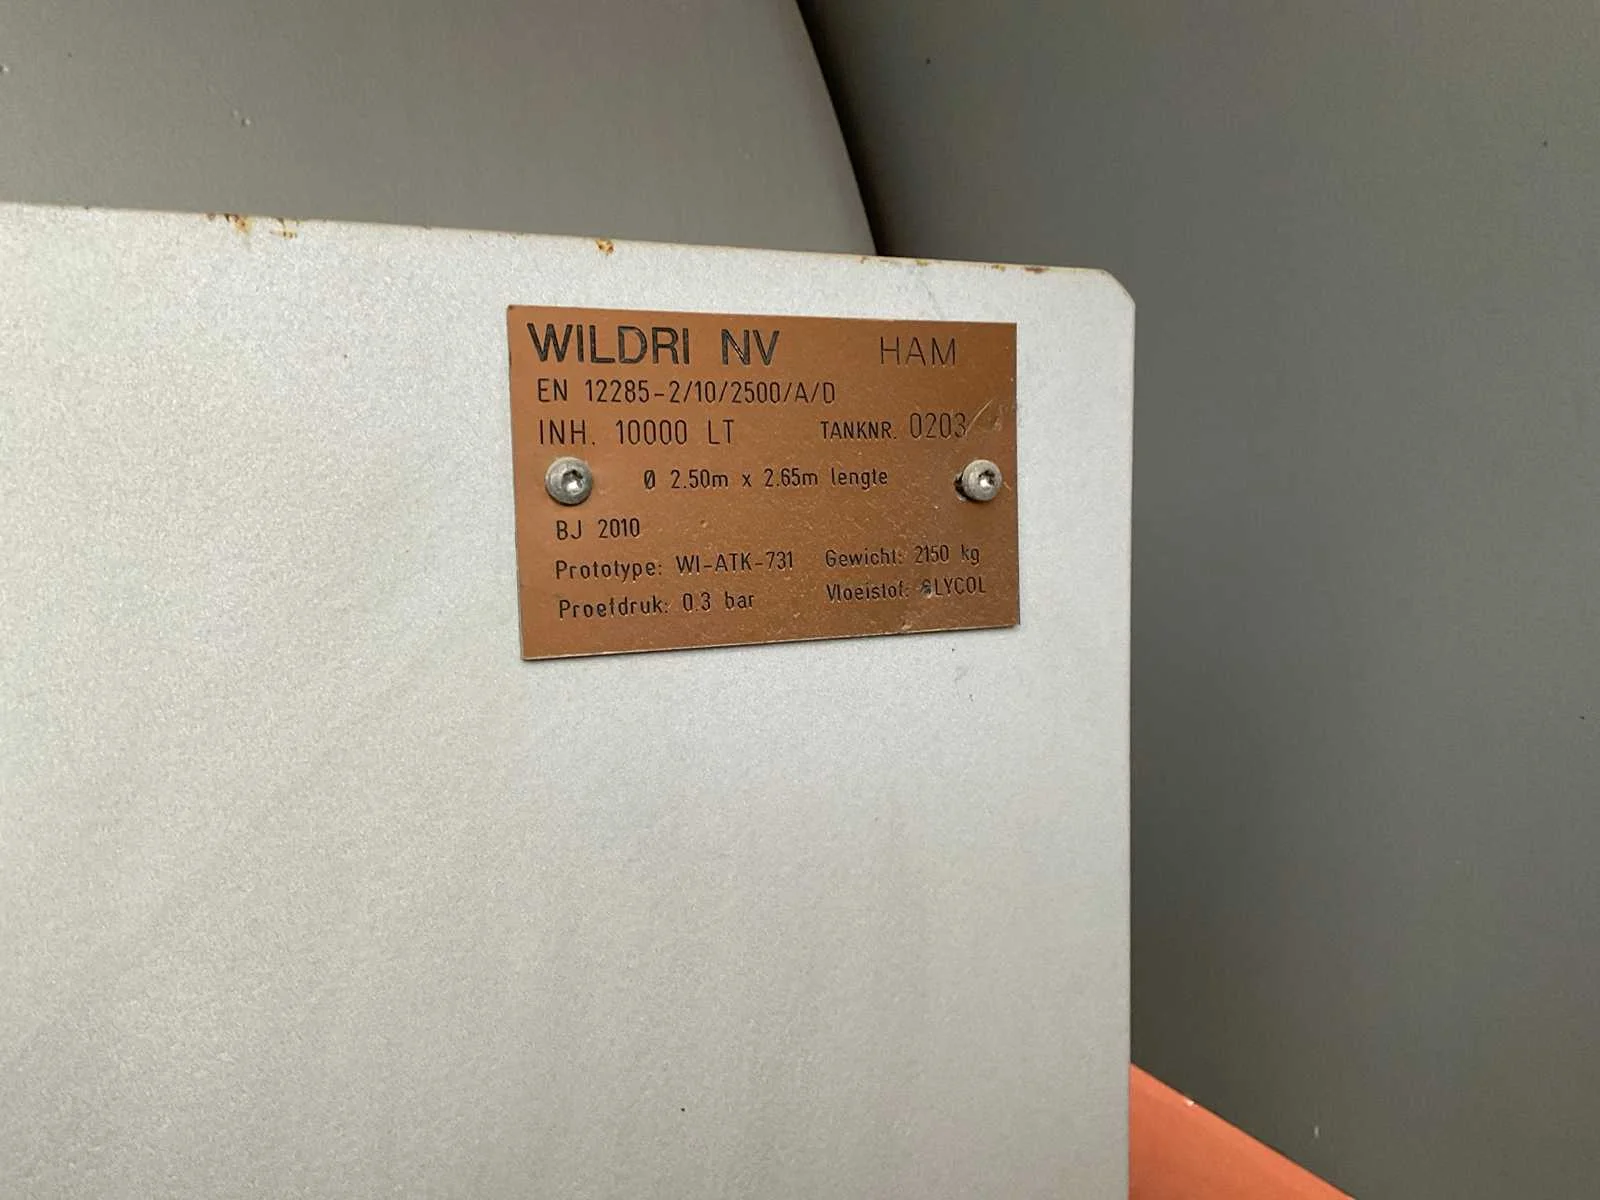 WILDRI NV HAM
EN 12285-2/10/2500/A/D
INH. 10000 LT TANKNR. 0203
Ø 2.50m x 2.65m lengte
BJ 2010
Prototype: WI-ATK-731 Gewicht: 2150 kg
Proefdruk: 0.3 bar Vloeistof: GLYCOL